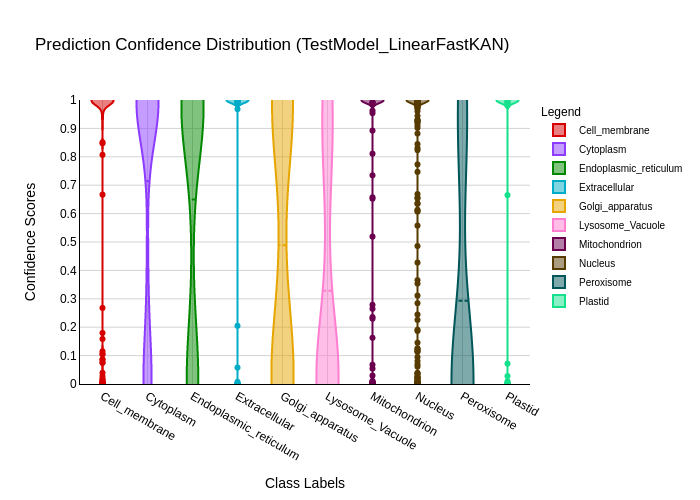 Prediction Confidence Distribution (TestModel_LinearFastKAN)
Legend
Cell_membrane
Cytoplasm
Endoplasmic_reticulum
Extracellular
Golgi_apparatus
Lysosome_Vacuole
Mitochondrion
Nucleus
Peroxisome
Plastid
Confidence Scores
1
0.9
0.8
0.7
0.6
0.5
0.4
0.3
0.2
0.1
0
Cell_membrane
Cytoplasm
Endoplasmic_reticulum
Extracellular
Golgi_apparatus
Lysosome_Vacuole
Mitochondrion
Nucleus
Peroxisome
Plastid
Class Labels